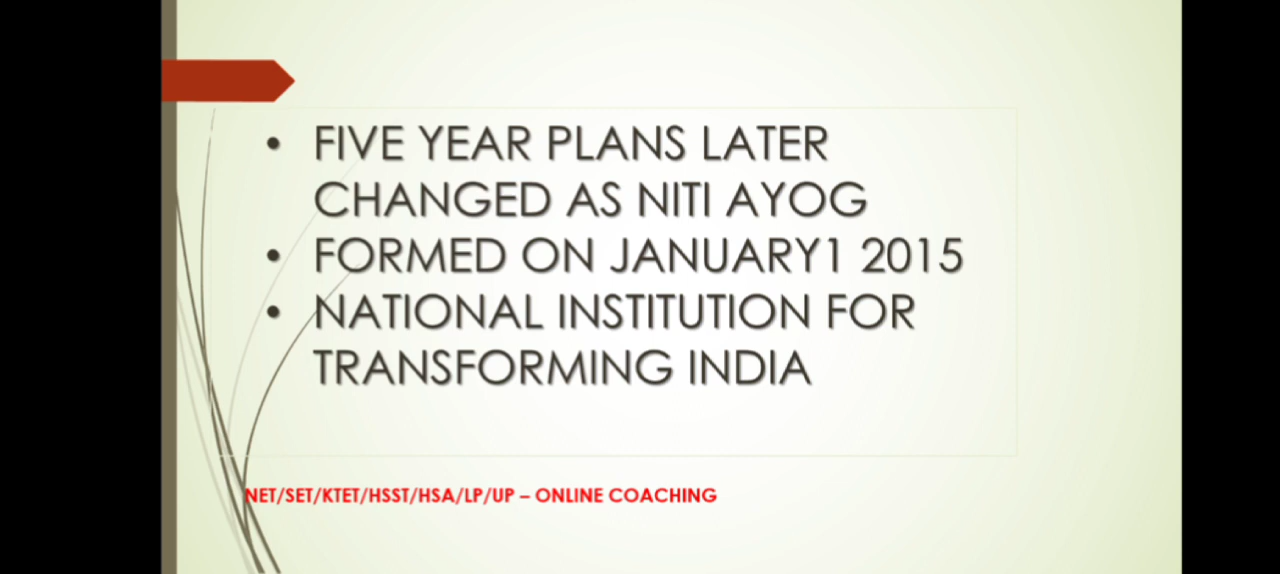 • FIVE YEAR PLANS LATER
CHANGED AS NITI AYOG
• FORMED ON JANUARY1 2015
• NATIONAL INSTITUTION FOR
TRANSFORMING INDIA
NET/SET/KTET/HSST/HSA/LP/UP – ONLINE COACHING